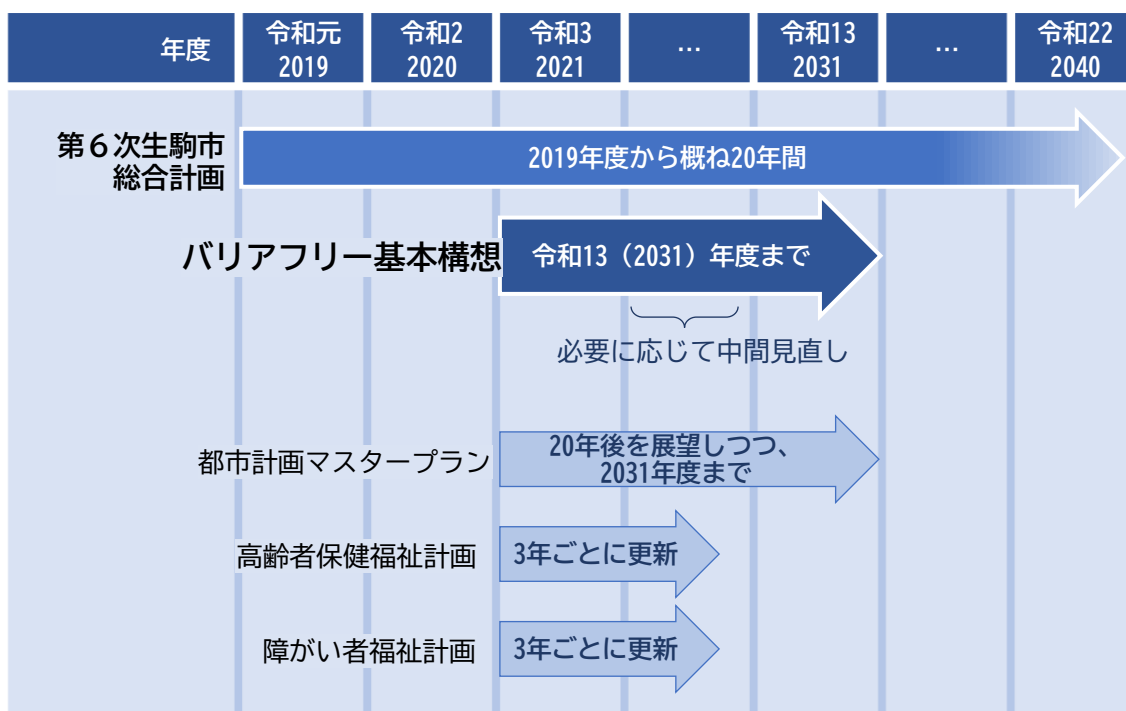 年度
令和元
2019
令和2
2020
令和3
2021
…
令和13
2031
…
令和22
2040
第６次生駒市
総合計画
2019年度から概ね20年間
バリアフリー基本構想
令和13（2031）年度まで
必要に応じて中間見直し
都市計画マスタープラン
20年後を展望しつつ、
2031年度まで
高齢者保健福祉計画
3年ごとに更新
障がい者福祉計画
3年ごとに更新